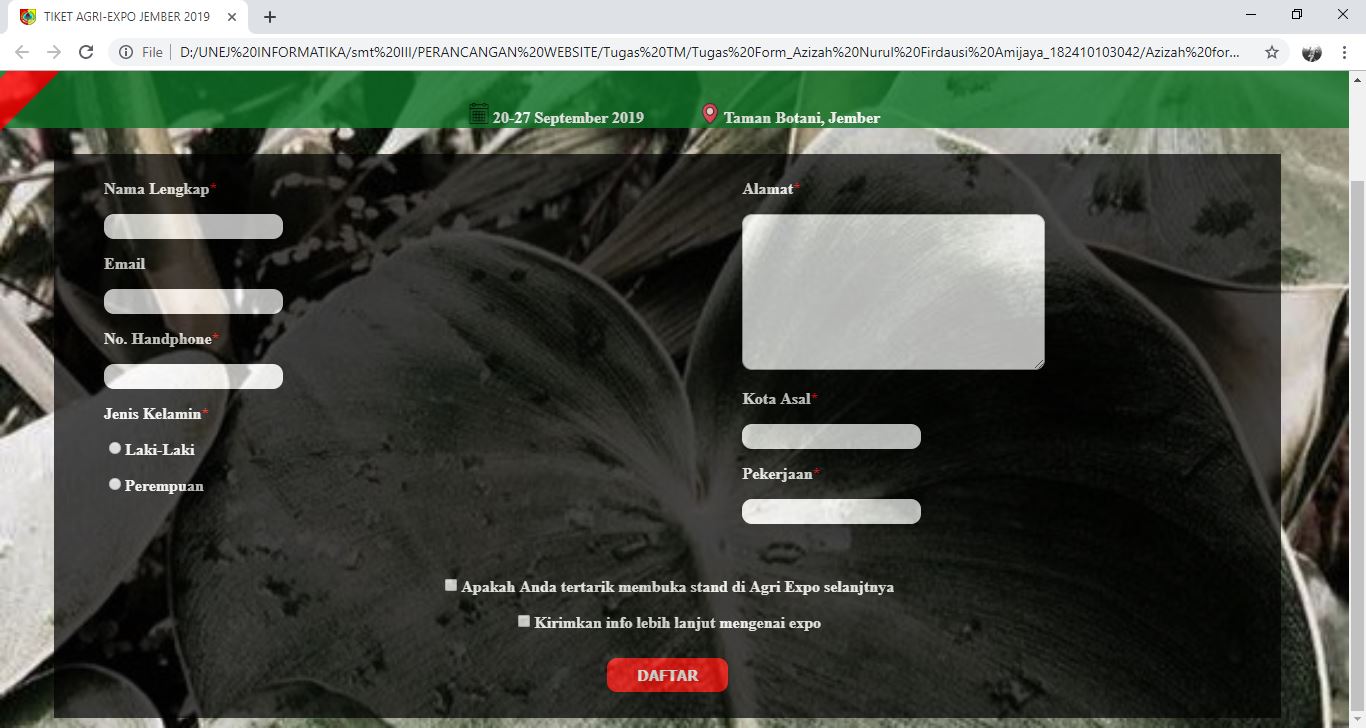 TIKET AGRI-EXPO JEMBER 2019
File | D:/UNEJ%20INFORMATIKA/smt%20III/PERANCANGAN%20WEBSITE/Tugas%20TM/Tugas%20Form_Azizah%20Nurul%20Firdausi%20Amijaya_182410103042/Azizah%20for...
20-27 September 2019 Taman Botani, Jember
Nama Lengkap*
Email
No. Handphone*
Jenis Kelamin*
Laki-Laki
Perempuan
Alamat*
Kota Asal*
Pekerjaan*
Apakah Anda tertarik membuka stand di Agri Expo selanjtnya
Kirimkan info lebih lanjut mengenai expo
DAFTAR